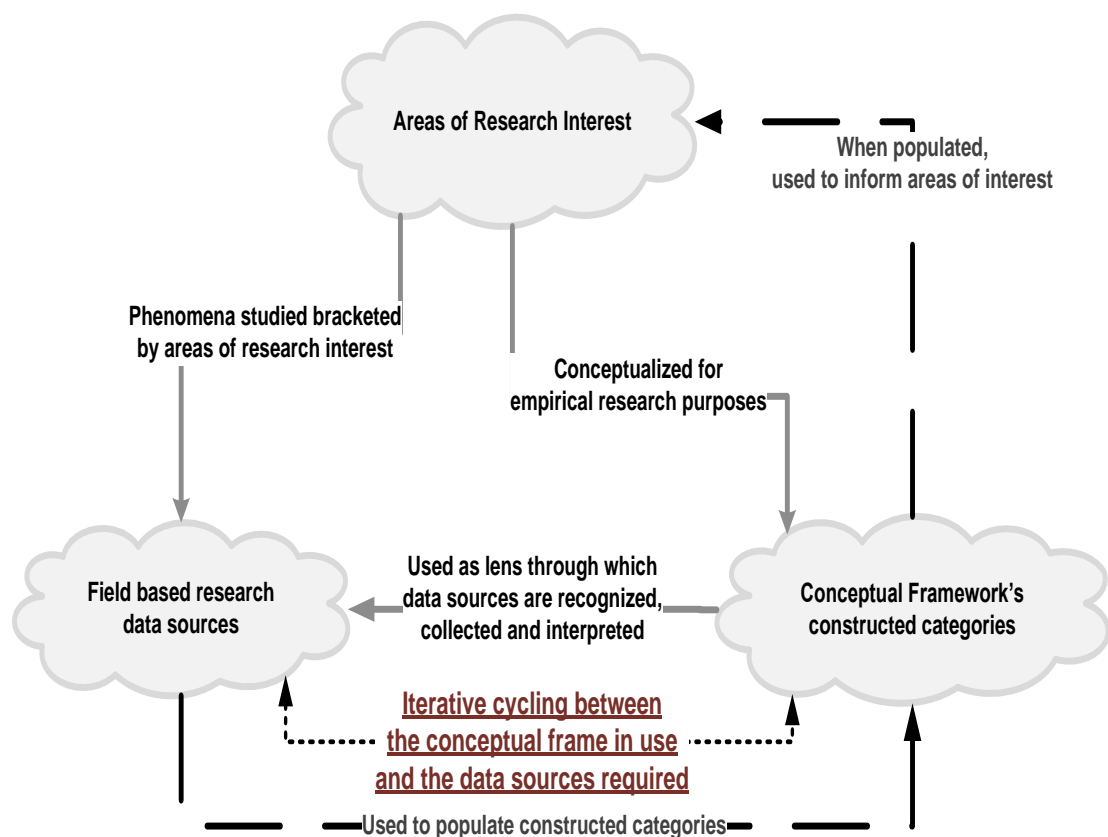 Areas of Research Interest
When populated,
used to inform areas of interest
Phenomena studied bracketed
by areas of research interest
Conceptualized for
empirical research purposes
Field based research
data sources
Used as lens through which
data sources are recognized,
collected and interpreted
Conceptual Framework's
constructed categories
Iterative cycling between
the conceptual frame in use
and the data sources required
Used to populate constructed categories